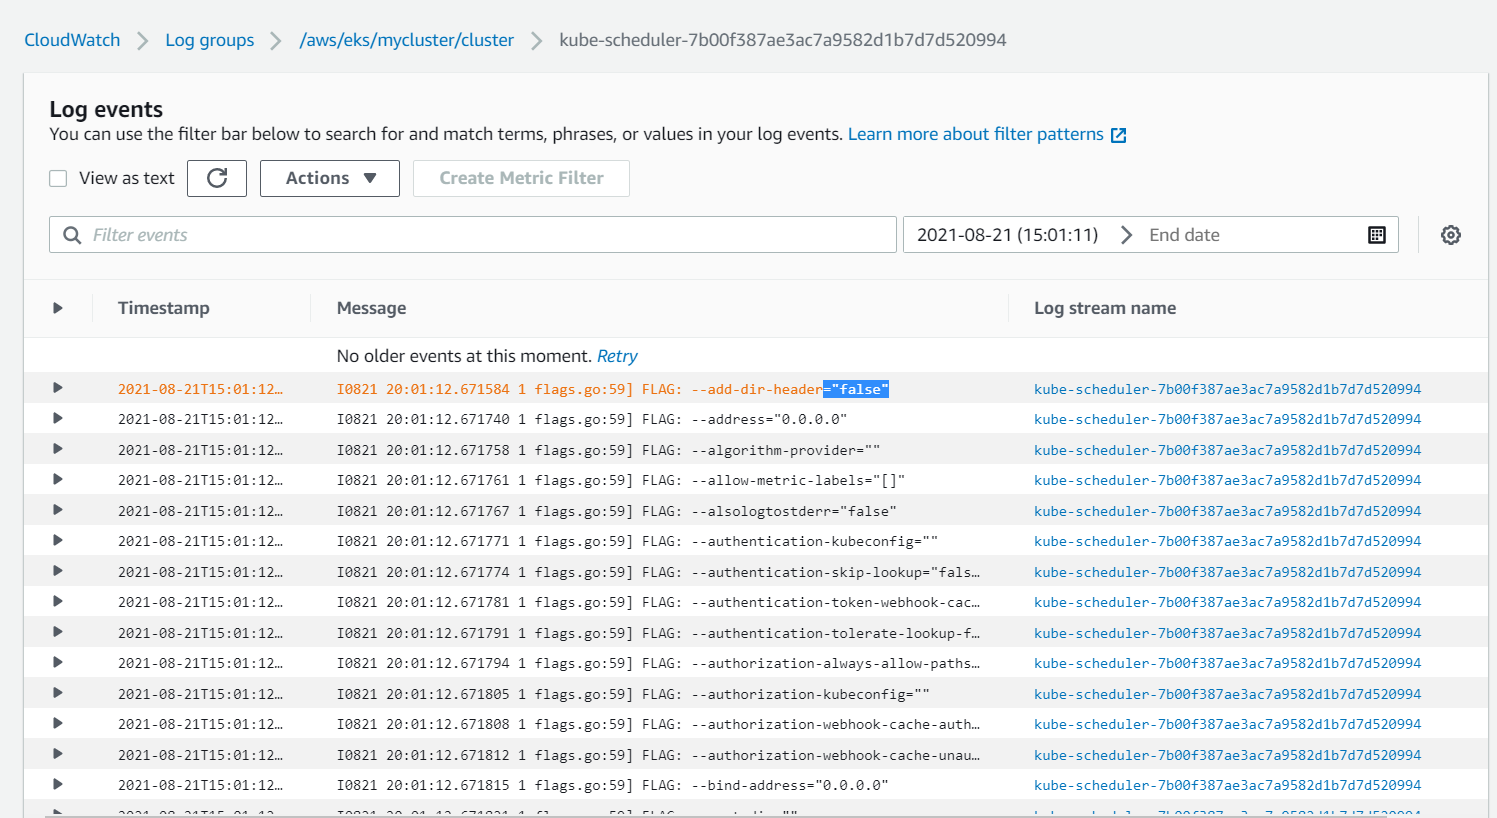 CloudWatch > Log groups > /aws/eks/mycluster/cluster > kube-scheduler-7b00f387ae3ac7a9582d1b7d7d520994
Log events
You can use the filter bar below to search for and match terms, phrases, or values in your log events. Learn more about filter patterns
View as text Actions ▼ Create Metric Filter
Filter events 2021-08-21 (15:01:11) > End date
Timestamp Message Log stream name
No older events at this moment. Retry
2021-08-21T15:01:12… I0821 20:01:12.671584 1 flags.go:59] FLAG: --add-dir-header="false" kube-scheduler-7b00f387ae3ac7a9582d1b7d7d520994
2021-08-21T15:01:12… I0821 20:01:12.671740 1 flags.go:59] FLAG: --address="0.0.0.0" kube-scheduler-7b00f387ae3ac7a9582d1b7d7d520994
2021-08-21T15:01:12… I0821 20:01:12.671758 1 flags.go:59] FLAG: --algorithm-provider="" kube-scheduler-7b00f387ae3ac7a9582d1b7d7d520994
2021-08-21T15:01:12… I0821 20:01:12.671761 1 flags.go:59] FLAG: --allow-metric-labels="[]" kube-scheduler-7b00f387ae3ac7a9582d1b7d7d520994
2021-08-21T15:01:12… I0821 20:01:12.671767 1 flags.go:59] FLAG: --alsologtostderr="false" kube-scheduler-7b00f387ae3ac7a9582d1b7d7d520994
2021-08-21T15:01:12… I0821 20:01:12.671771 1 flags.go:59] FLAG: --authentication-kubeconfig="" kube-scheduler-7b00f387ae3ac7a9582d1b7d7d520994
2021-08-21T15:01:12… I0821 20:01:12.671774 1 flags.go:59] FLAG: --authentication-skip-lookup="fals… kube-scheduler-7b00f387ae3ac7a9582d1b7d7d520994
2021-08-21T15:01:12… I0821 20:01:12.671781 1 flags.go:59] FLAG: --authentication-token-webhook-cac… kube-scheduler-7b00f387ae3ac7a9582d1b7d7d520994
2021-08-21T15:01:12… I0821 20:01:12.671791 1 flags.go:59] FLAG: --authentication-tolerate-lookup-f… kube-scheduler-7b00f387ae3ac7a9582d1b7d7d520994
2021-08-21T15:01:12… I0821 20:01:12.671794 1 flags.go:59] FLAG: --authorization-always-allow-paths… kube-scheduler-7b00f387ae3ac7a9582d1b7d7d520994
2021-08-21T15:01:12… I0821 20:01:12.671805 1 flags.go:59] FLAG: --authorization-kubeconfig="" kube-scheduler-7b00f387ae3ac7a9582d1b7d7d520994
2021-08-21T15:01:12… I0821 20:01:12.671808 1 flags.go:59] FLAG: --authorization-webhook-cache-auth… kube-scheduler-7b00f387ae3ac7a9582d1b7d7d520994
2021-08-21T15:01:12… I0821 20:01:12.671812 1 flags.go:59] FLAG: --authorization-webhook-cache-unau… kube-scheduler-7b00f387ae3ac7a9582d1b7d7d520994
2021-08-21T15:01:12… I0821 20:01:12.671815 1 flags.go:59] FLAG: --bind-address="0.0.0.0" kube-scheduler-7b00f387ae3ac7a9582d1b7d7d520994